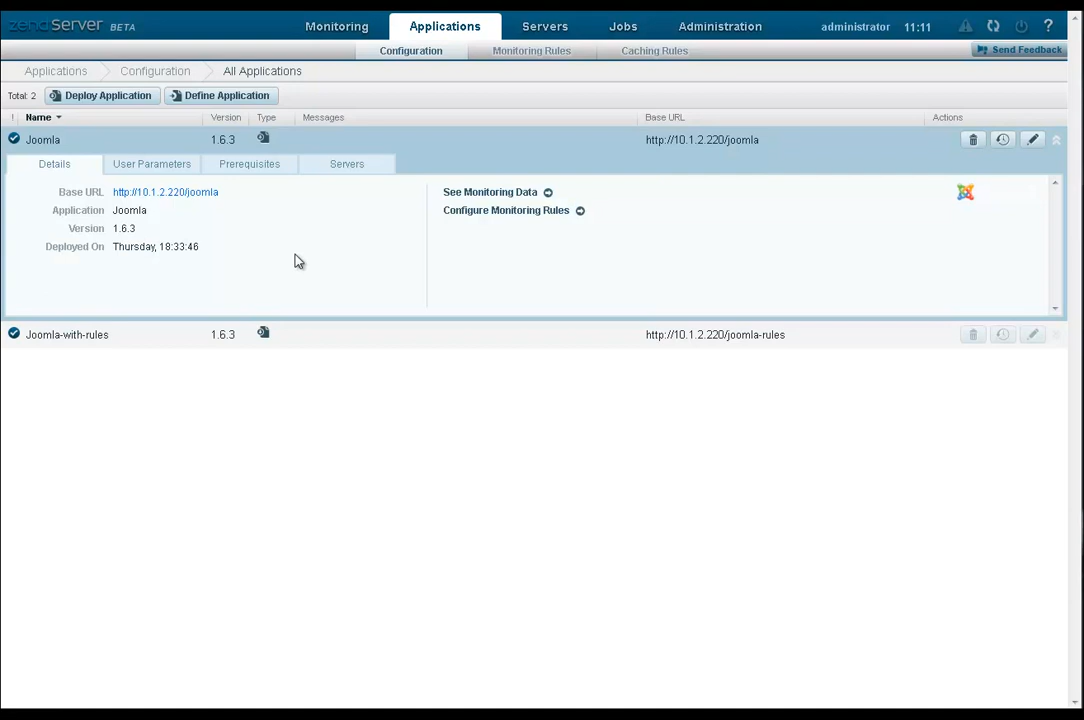 zendServer BETA
Monitoring Applications Servers Jobs Administration administrator 11:11 ?
Configuration Monitoring Rules Caching Rules Send Feedback
Applications Configuration All Applications
Total: 2 Deploy Application Define Application
! Name Version Type Messages Base URL Actions
Joomla 1.6.3 http://10.1.2.220/joomla
Details User Parameters Prerequisites Servers
Base URL http://10.1.2.220/joomla See Monitoring Data
Application Joomla Configure Monitoring Rules
Version 1.6.3
Deployed On Thursday, 18:33:46
Joomla-with-rules 1.6.3 http://10.1.2.220/joomla-rules